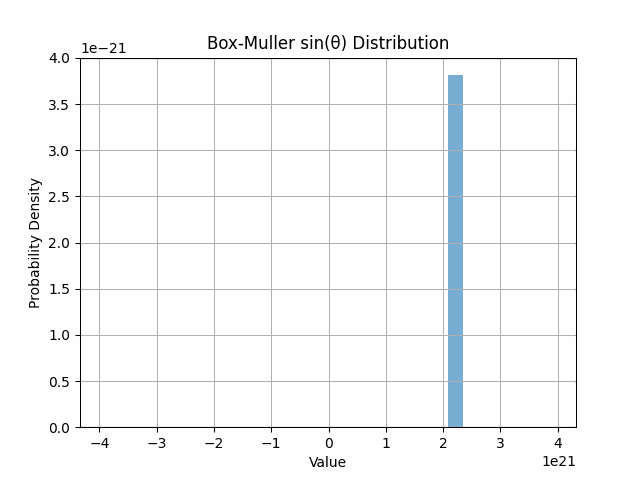 Box-Muller sin(θ) Distribution
1e−21
4.0
3.5
3.0
2.5
2.0
1.5
1.0
0.5
0.0
Probability Density
−4 −3 −2 −1 0 1 2 3 4
1e21
Value